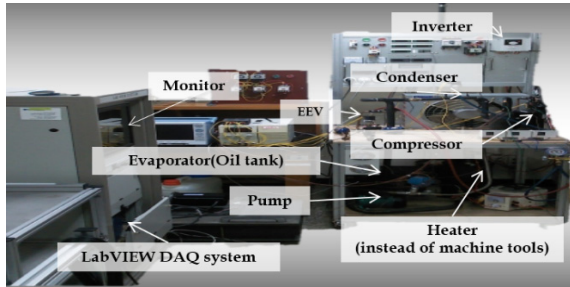 Inverter
Monitor
Condenser
EEV
Compressor
Evaporator(Oil tank)
Pump
Heater
(instead of machine tools)
LabVIEW DAQ system